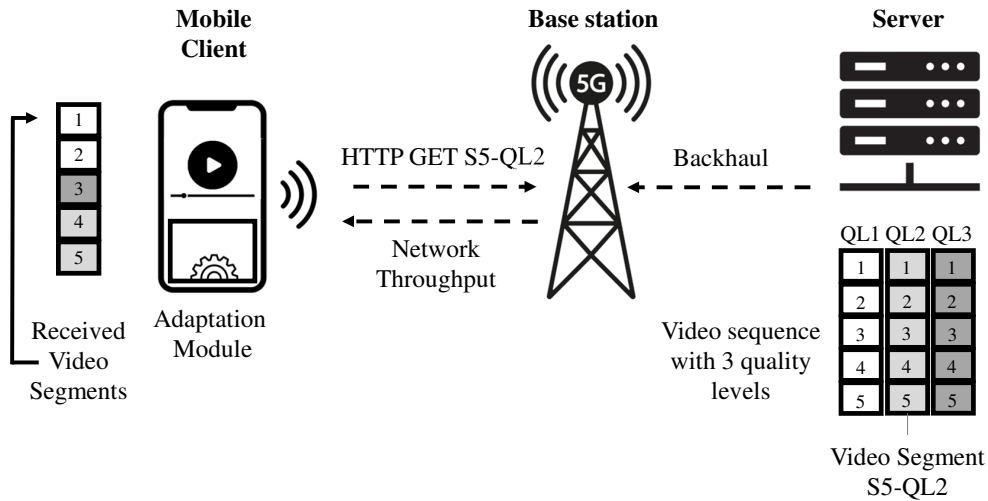 Mobile
Client
Base station
Server
5G
1
2
3
4
5
HTTP GET S5-QL2
Backhaul
Network
Throughput
Received
Video
Segments
Adaptation
Module
QL1 QL2 QL3
1 1 1
2 2 2
3 3 3
4 4 4
5 5 5
Video sequence
with 3 quality
levels
Video Segment
S5-QL2